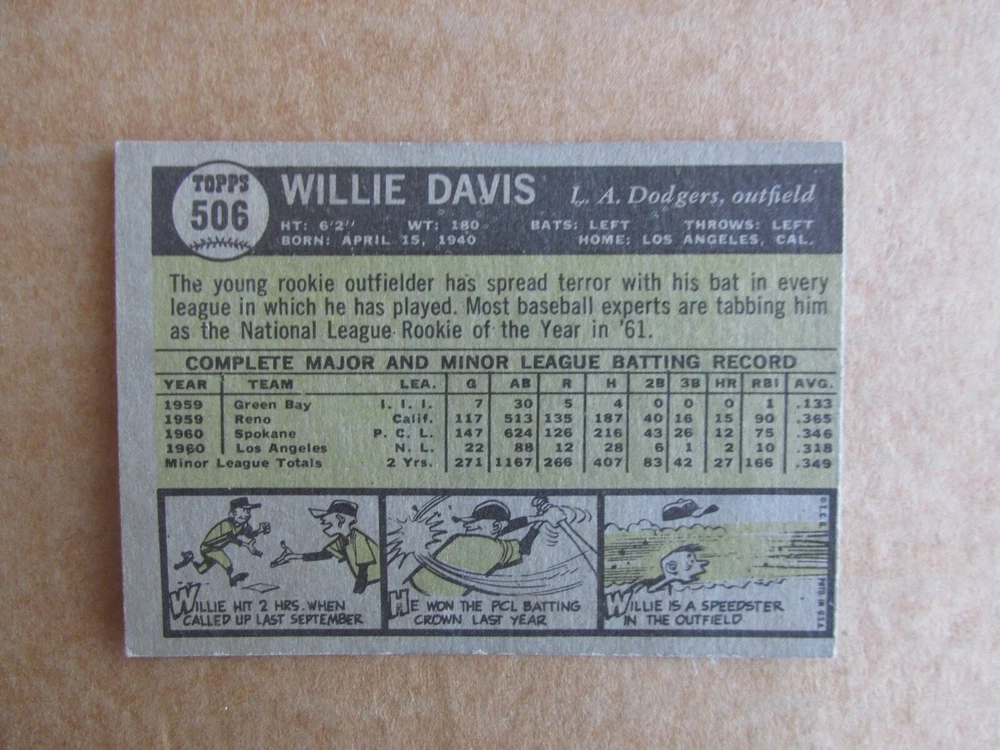 TOPPS
506
WILLIE DAVIS L. A. Dodgers, outfield
HT: 6'2" WT: 180 BATS: LEFT THROWS: LEFT
BORN: APRIL 15, 1940 HOME: LOS ANGELES, CAL.
The young rookie outfielder has spread terror with his bat in every
league in which he has played. Most baseball experts are tabbing him
as the National League Rookie of the Year in '61.
COMPLETE MAJOR AND MINOR LEAGUE BATTING RECORD
YEAR TEAM LEA. G AB R H 2B 3B HR RBI AVG.
1959 Green Bay I. I. I. 7 30 5 4 0 0 0 1 .133
1959 Reno Calif. 117 513 135 187 40 16 15 90 .365
1960 Spokane P. C. L. 147 624 126 216 43 26 12 75 .346
1960 Los Angeles N. L. 22 88 12 28 6 1 2 10 .318
Minor League Totals 2 Yrs. 271 1167 266 407 83 42 27 166 .349
WILLIE HIT 2 HRS. WHEN
CALLED UP LAST SEPTEMBER
HE WON THE PCL BATTING
CROWN LAST YEAR
WILLIE IS A SPEEDSTER
IN THE OUTFIELD
PTD. IN U.S.A.